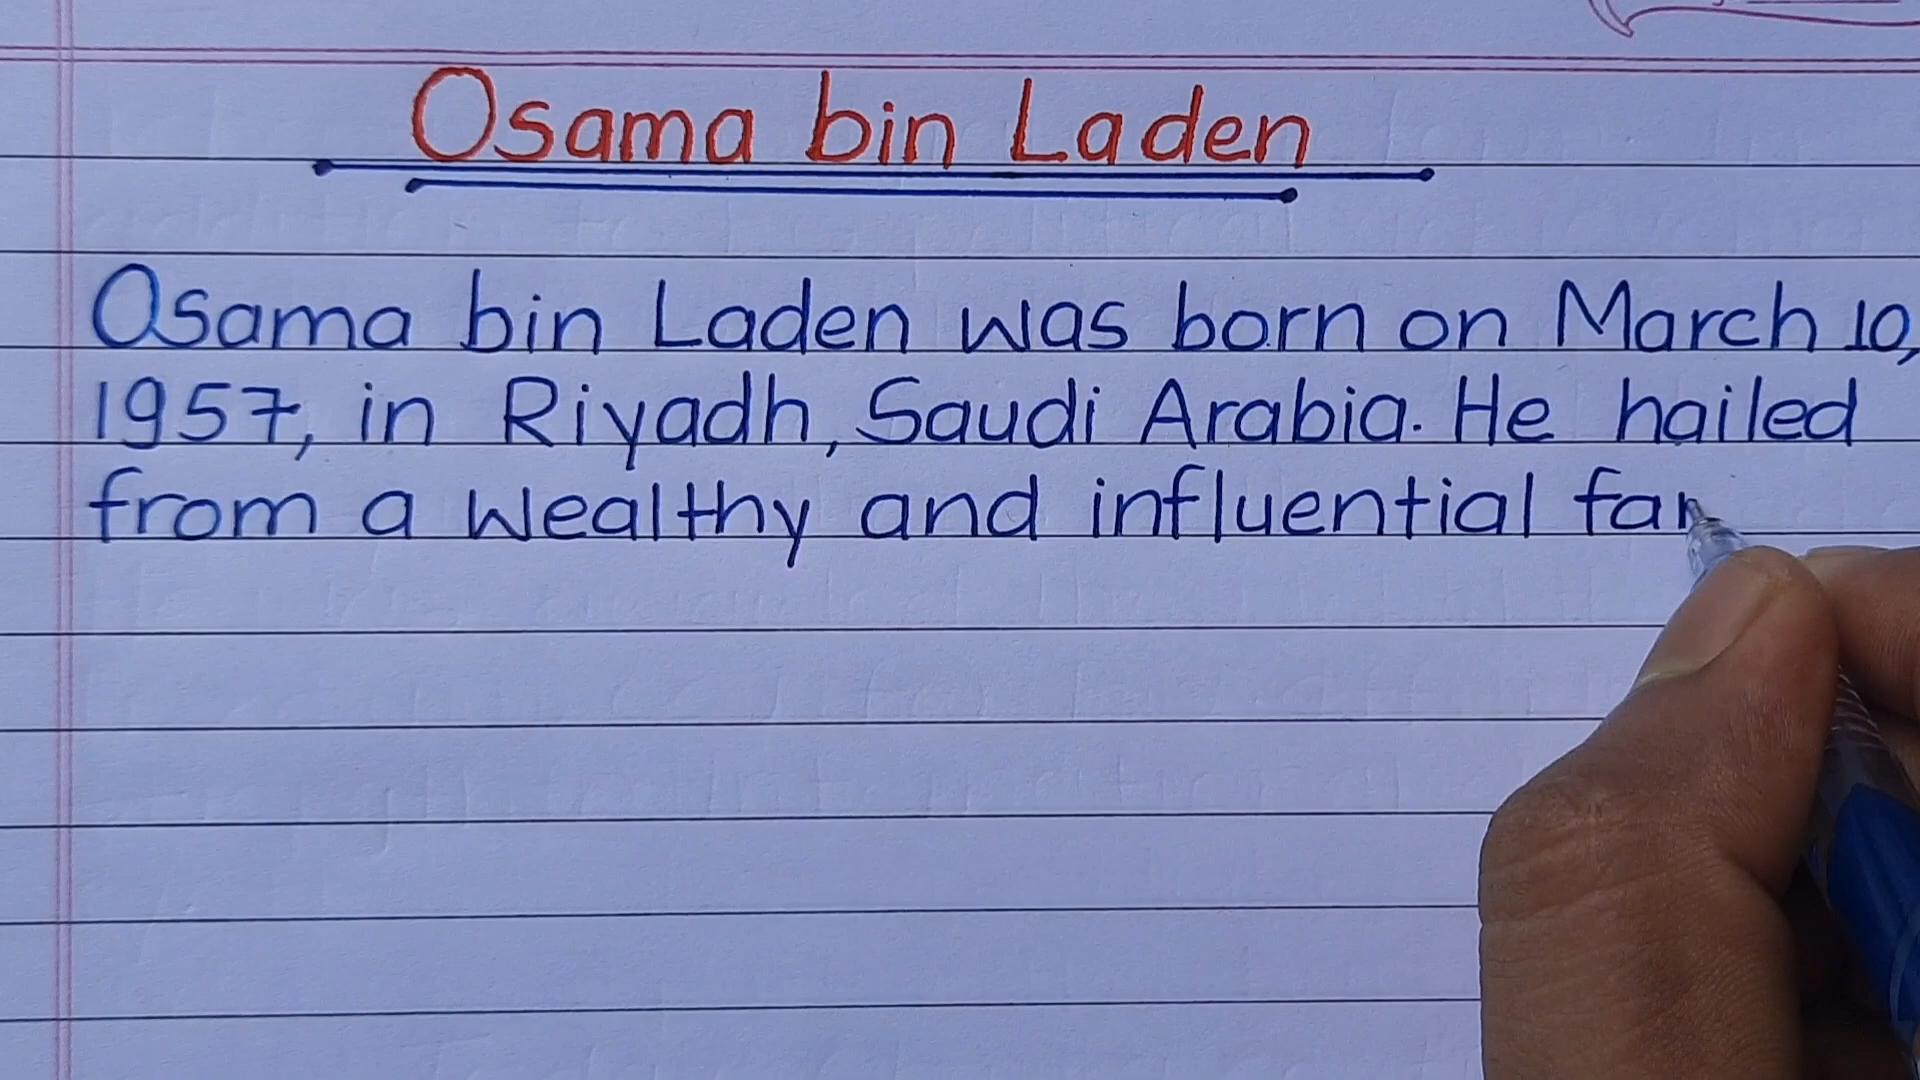 Osama bin Laden
Osama bin Laden was born on March 10,
1957, in Riyadh, Saudi Arabia. He hailed
from a wealthy and influential